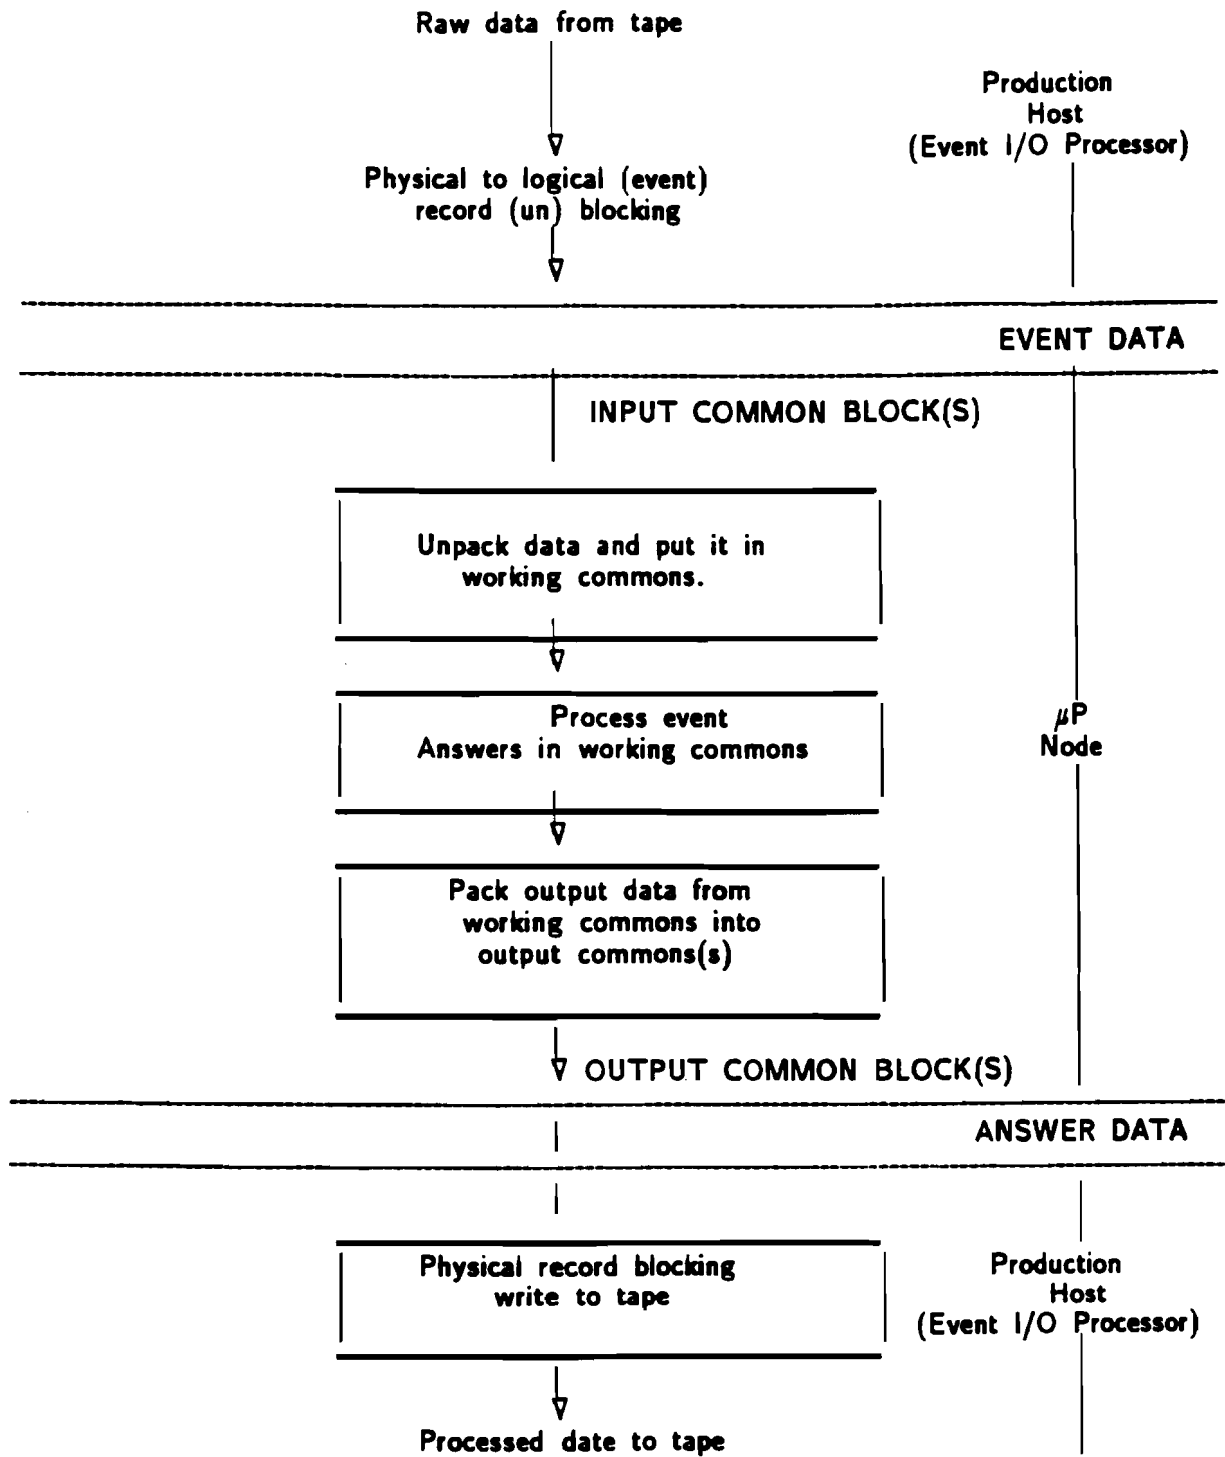 Raw data from tape
Production
Host
(Event I/O Processor)
Physical to logical (event)
record (un) blocking
EVENT DATA
INPUT COMMON BLOCK(S)
Unpack data and put it in
working commons.
Process event
Answers in working commons
μP
Node
Pack output data from
working commons into
output commons(s)
OUTPUT COMMON BLOCK(S)
ANSWER DATA
Physical record blocking
write to tape
Production
Host
(Event I/O Processor)
Processed date to tape